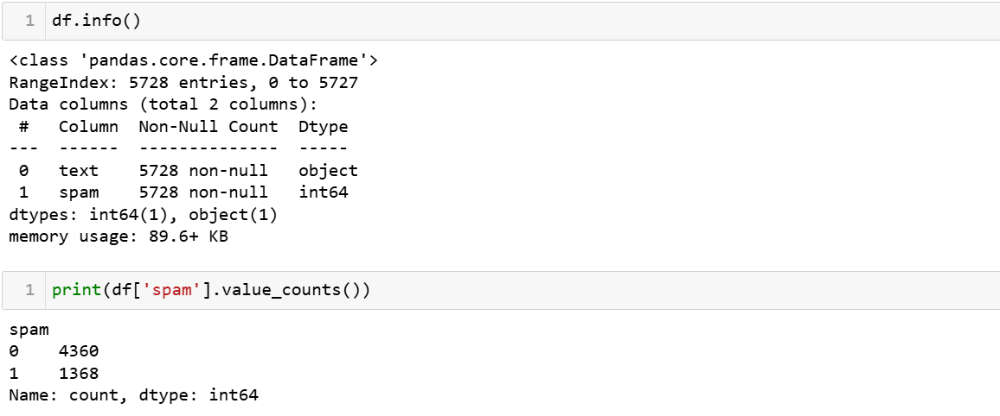 1 df.info()
<class 'pandas.core.frame.DataFrame'>
RangeIndex: 5728 entries, 0 to 5727
Data columns (total 2 columns):
 #   Column  Non-Null Count  Dtype
---  ------  --------------  -----
 0   text    5728 non-null   object
 1   spam    5728 non-null   int64
dtypes: int64(1), object(1)
memory usage: 89.6+ KB
1 print(df['spam'].value_counts())
spam
0    4360
1    1368
Name: count, dtype: int64